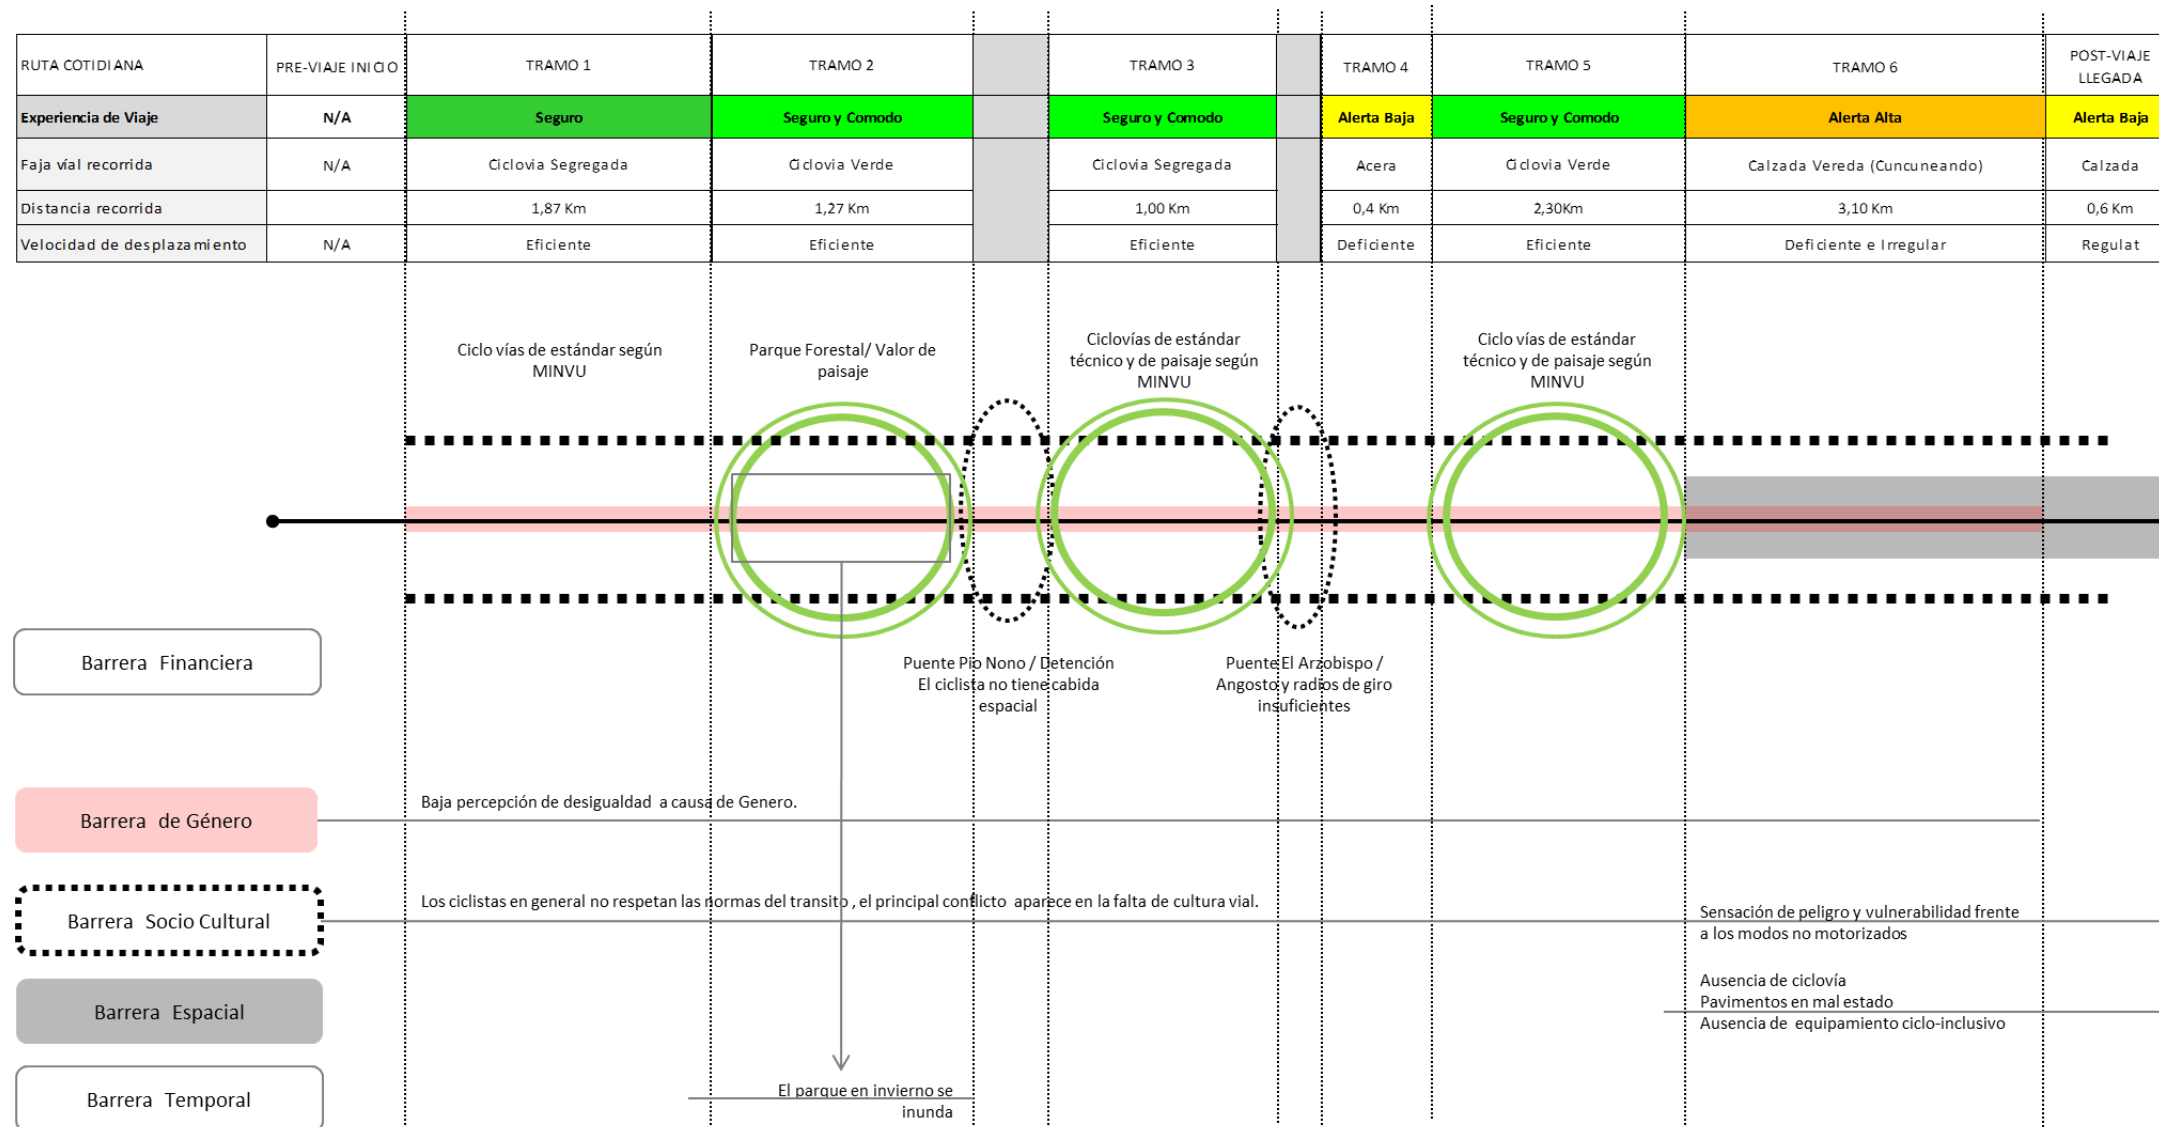 RUTA COTIDIANA PRE-VIAJE INICIO TRAMO 1 TRAMO 2 TRAMO 3 TRAMO 4 TRAMO 5 TRAMO 6 POST-VIAJE
LLEGADA
Experiencia de Viaje N/A Seguro Seguro y Comodo Seguro y Comodo Alerta Baja Seguro y Comodo Alerta Alta Alerta Baja
Faja víal recorrida N/A Ciclovia Segregada Ciclovia Verde Ciclovia Segregada Acera Ciclovia Verde Calzada Vereda (Cuncuneando) Calzada
Distancia recorrida 1,87 Km 1,27 Km 1,00 Km 0,4 Km 2,30Km 3,10 Km 0,6 Km
Velocidad de desplazamiento N/A Eficiente Eficiente Eficiente Deficiente Eficiente Deficiente e Irregular Regulat
Ciclo vías de estándar según
MINVU
Parque Forestal/ Valor de
paisaje
Ciclovías de estándar
técnico y de paisaje según
MINVU
Ciclo vías de estándar
técnico y de paisaje según
MINVU
Barrera Financiera
Puente Pio Nono / Detención
El ciclista no tiene cabida
espacial
Puente El Arzobispo /
Angosto y radios de giro
insuficientes
Barrera de Género
Baja percepción de desigualdad a causa de Genero.
Barrera Socio Cultural
Los ciclistas en general no respetan las normas del transito , el principal conflicto aparece en la falta de cultura vial.
Sensación de peligro y vulnerabilidad frente
a los modos no motorizados
Barrera Espacial
Ausencia de ciclovía
Pavimentos en mal estado
Ausencia de equipamiento ciclo-inclusivo
Barrera Temporal
El parque en invierno se
inunda